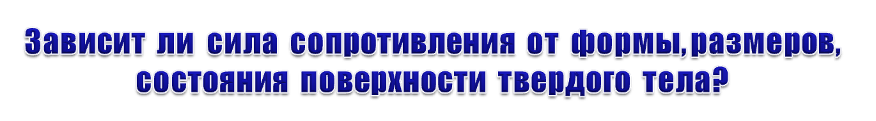 Зависит ли сила сопротивления от формы, размеров,
состояния поверхности твердого тела?